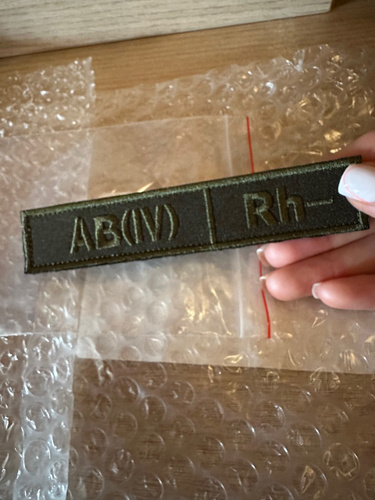 AB(IV) Rh-